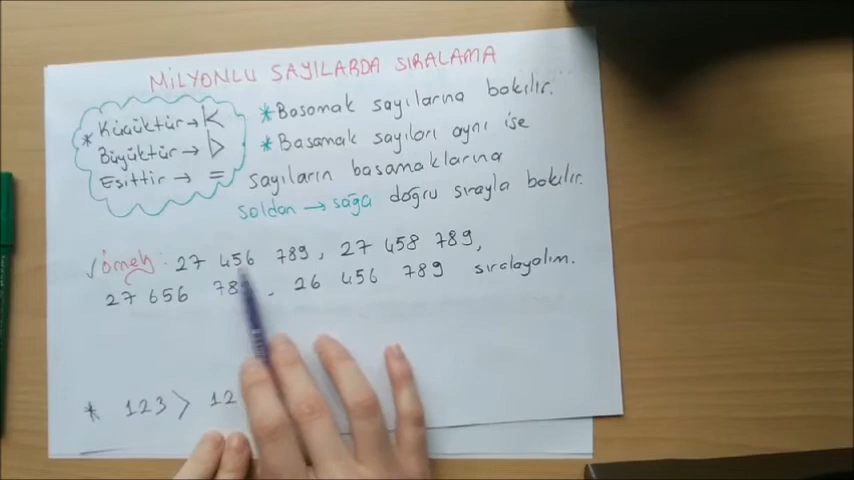 MİLYONLU SAYILARDA SIRALAMA
* Küçüktür → <
Büyüktür → >
Eşittir → =
* Basamak sayılarına bakılır.
* Basamak sayıları aynı ise
sayıların basamaklarına
soldan → sağa doğru sırayla bakılır.
√ örnek: 27 456 789, 27 458 789,
27 656 789, 26 456 789 sıralayalım.
* 123 > 12